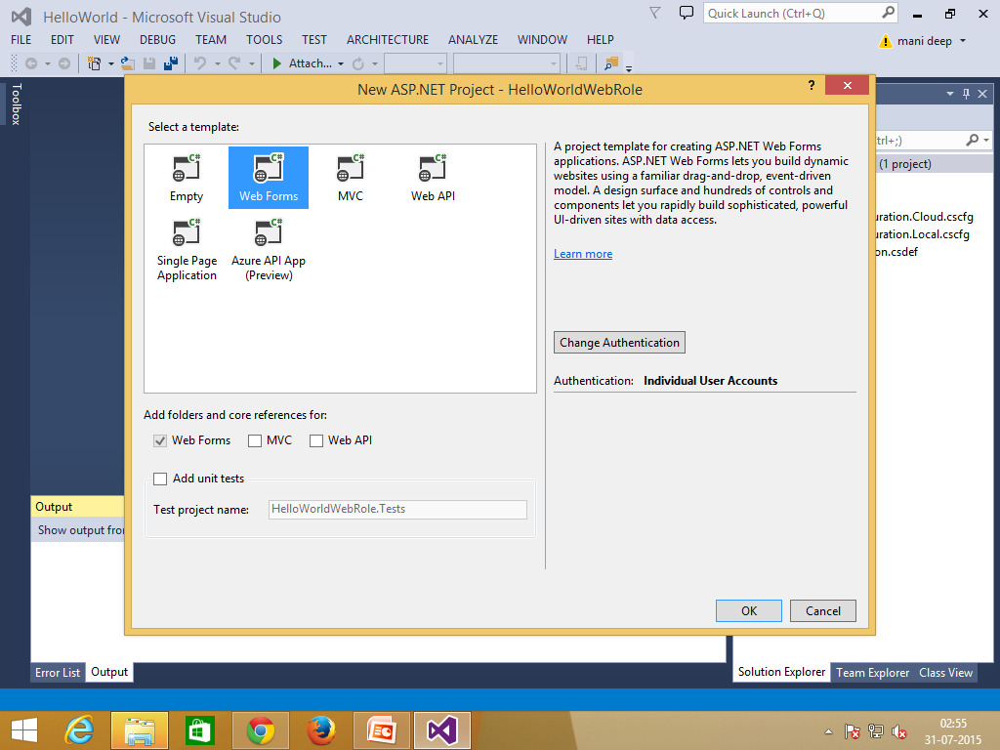 HelloWorld - Microsoft Visual Studio
Quick Launch (Ctrl+Q)
FILE EDIT VIEW DEBUG TEAM TOOLS TEST ARCHITECTURE ANALYZE WINDOW HELP
mani deep
Attach...
Toolbox
New ASP.NET Project - HelloWorldWebRole
?
Select a template:
C#
Empty
C#
Web Forms
C#
MVC
C#
Web API
C#
Single Page
Application
C#
Azure API App
(Preview)
A project template for creating ASP.NET Web Forms
applications. ASP.NET Web Forms lets you build dynamic
websites using a familiar drag-and-drop, event-driven
model. A design surface and hundreds of controls and
components let you rapidly build sophisticated, powerful
UI-driven sites with data access.
Learn more
Change Authentication
Authentication: Individual User Accounts
Add folders and core references for:
Web Forms MVC Web API
Add unit tests
Test project name: HelloWorldWebRole.Tests
OK Cancel
trl+;)
(1 project)
uration.Cloud.cscfg
uration.Local.cscfg
on.csdef
Output
Show output from
Error List Output
Solution Explorer Team Explorer Class View
02:55
31-07-2015